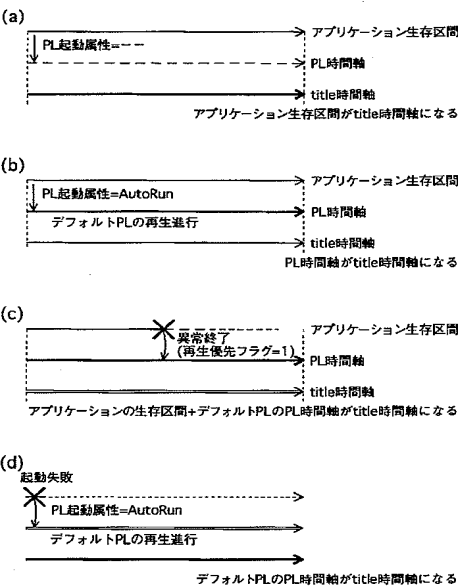 (a)
アプリケーション生存区間
PL起動属性=--
PL時間軸
title時間軸
アプリケーション生存区間がtitle時間軸になる
(b)
アプリケーション生存区間
PL起動属性=AutoRun
PL時間軸
デフォルトPLの再生進行
title時間軸
PL時間軸がtitle時間軸になる
(c)
アプリケーション生存区間
異常終了
(再生優先フラグ=1)
PL時間軸
title時間軸
アプリケーションの生存区間+デフォルトPLのPL時間軸がtitle時間軸になる
(d)
起動失敗
PL起動属性=AutoRun
デフォルトPLの再生進行
デフォルトPLのPL時間軸がtitle時間軸になる